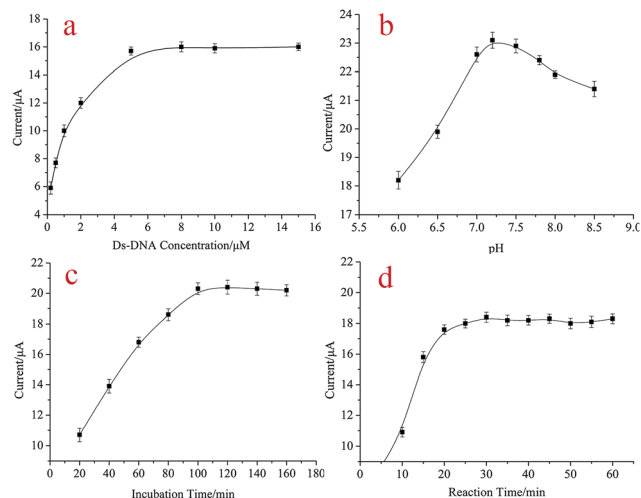 a
18
16
14
12
10
8
6
4
Current/μA
0 2 4 6 8 10 12 14 16
Ds-DNA Concentration/μM
b
24
23
22
21
20
19
18
17
Current/μA
5.5 6.0 6.5 7.0 7.5 8.0 8.5 9.0
pH
c
22
20
18
16
14
12
10
Current/μA
0 20 40 60 80 100 120 140 160 180
Incubation Time/min
d
22
20
18
16
14
12
10
Current/μA
0 10 20 30 40 50 60
Reaction Time/min